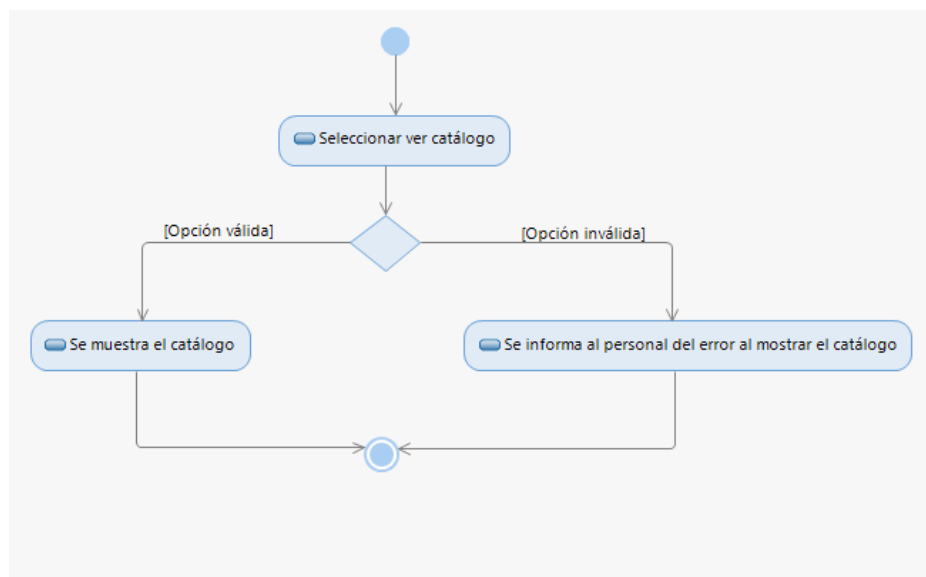 Seleccionar ver catálogo
[Opción válida]
[Opción inválida]
Se muestra el catálogo
Se informa al personal del error al mostrar el catálogo